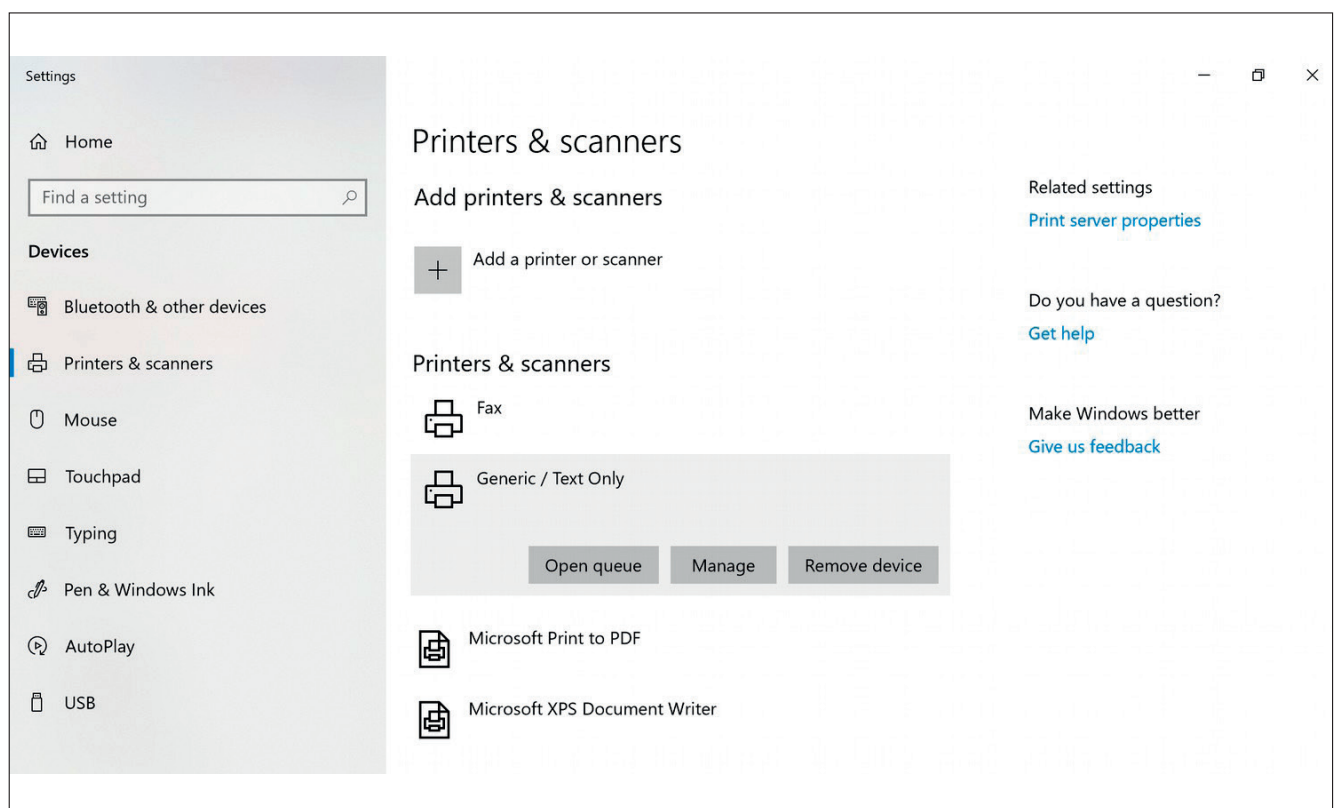 Settings
Home
Find a setting
Devices
Bluetooth & other devices
Printers & scanners
Mouse
Touchpad
Typing
Pen & Windows Ink
AutoPlay
USB
Printers & scanners
Add printers & scanners
Add a printer or scanner
Printers & scanners
Fax
Generic / Text Only
Open queue Manage Remove device
Microsoft Print to PDF
Microsoft XPS Document Writer
Related settings
Print server properties
Do you have a question?
Get help
Make Windows better
Give us feedback